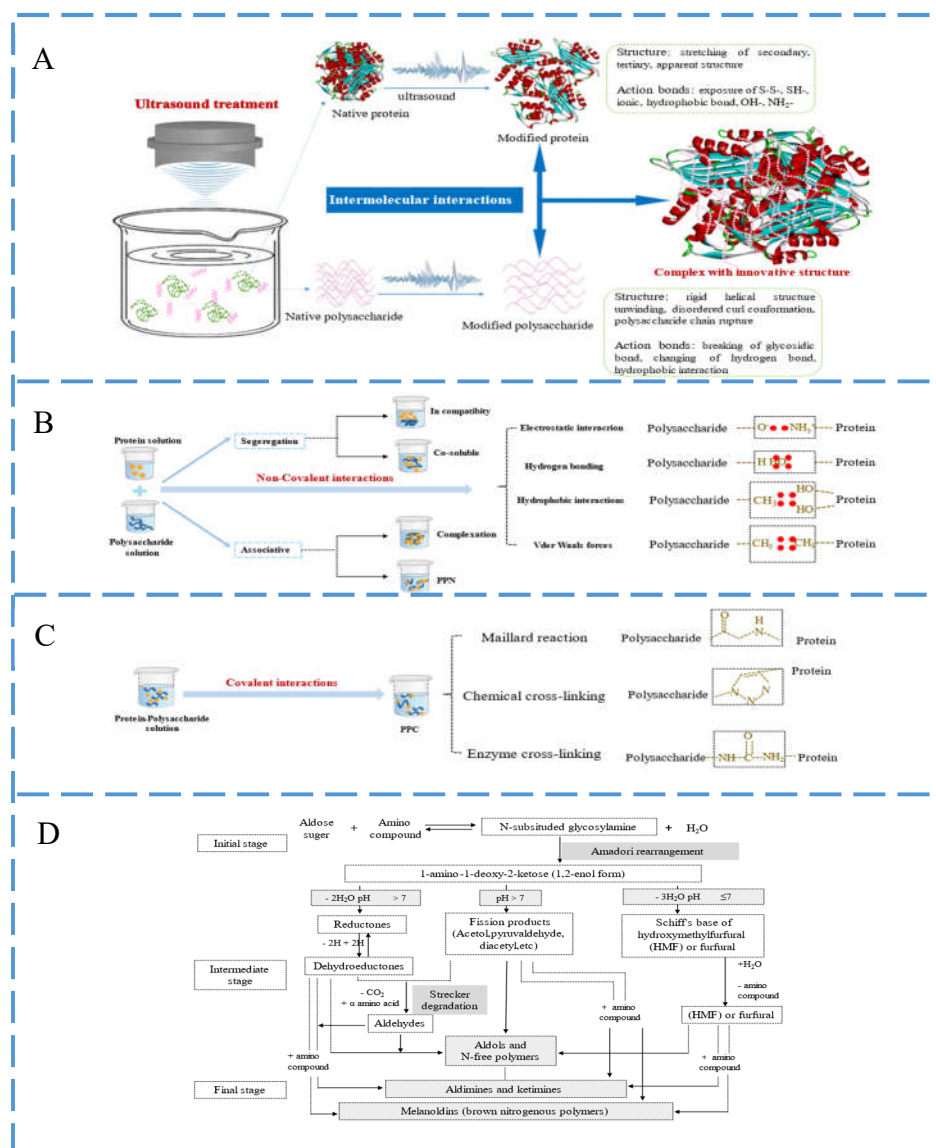 A
Ultrasound treatment
Native protein
ultrasound
Modified protein
Structure: stretching of secondary,
tertiary, apparent structure
Action bonds: exposure of S-S-, SH-,
ionic, hydrophobic bond, OH-, NH2-
Intermolecular interactions
Native polysaccharide
Modified polysaccharide
Complex with innovative structure
Structure: rigid helical structure
unwinding, disordered curl conformation,
polysaccharide chain rupture
Action bonds: breaking of glycosidic
bond, changing of hydrogen bond,
hydrophobic interaction
B
Protein solution
+
Polysaccharide
solution
Segeregation
In compatibity
Co-soluble
Non-Covalent interactions
Associative
Complexation
PPN
Electrostatic interacrion
Polysaccharide
O-
NH3
Protein
Hydrogen bonding
Polysaccharide
H
Protein
Hydrophobic interactions
Polysaccharide
CH3
HO
HO
Protein
Vder Waals forces
Polysaccharide
CH3
CH3
Protein
C
Protein-Polysaccharide
solution
Covalent interactions
PPC
Maillard reaction
Polysaccharide
O
H
N
Protein
Chemical cross-linking
Polysaccharide
N
N
N
Protein
Enzyme cross-linking
Polysaccharide
O
NH
C
NH2
Protein
D
Initial stage
Aldose
suger
+
Amino
compound
N-subsituded glycosylamine
+
H2O
Amadori rearrangement
1-amino-1-deoxy-2-ketose (1,2-enol form)
- 2H2O pH > 7
pH > 7
- 3H2O pH ≤7
Reductones
- 2H + 2H
Fission products
(Acetol,pyruvaldehyde,
diacetyl,etc)
Schiff's base of
hydroxymethylfurfural
(HMF) or furfural
Intermediate
stage
Dehydroeductones
- CO2
+ α amino acid
Strecker
degradation
+H2O
- amino
compound
Aldehydes
+ amino
compound
(HMF) or furfural
+ amino
compound
Aldols and
N-free polymers
+ amino
compound
Final stage
Aldimines and ketimines
Melanoldins (brown nitrogenous polymers)